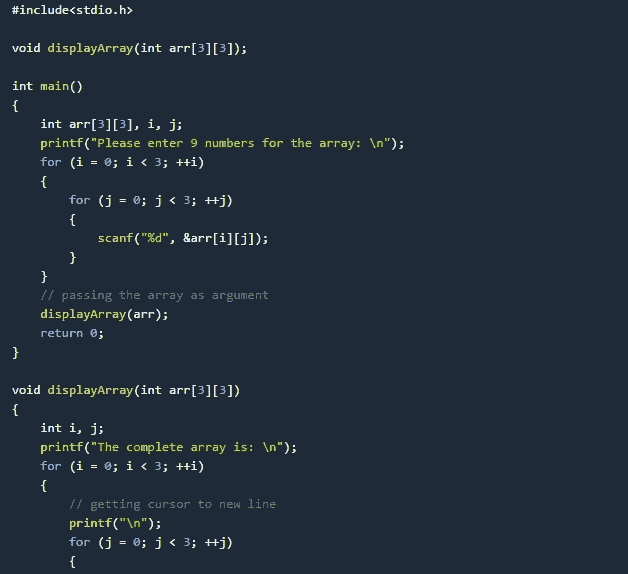 #include<stdio.h>
void displayArray(int arr[3][3]);
int main()
{
int arr[3][3], i, j;
printf("Please enter 9 numbers for the array: \n");
for (i = 0; i < 3; ++i)
{
for (j = 0; j < 3; ++j)
{
scanf("%d", &arr[i][j]);
}
}
// passing the array as argument
displayArray(arr);
return 0;
}
void displayArray(int arr[3][3])
{
int i, j;
printf("The complete array is: \n");
for (i = 0; i < 3; ++i)
{
// getting cursor to new line
printf("\n");
for (j = 0; j < 3; ++j)
{